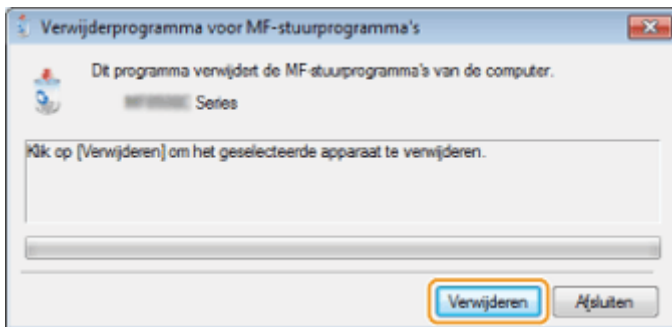 Verwijderprogramma voor MF-stuurprogramma's
Dit programma verwijdert de MF-stuurprogramma's van de computer.
Series
Klik op [Verwijderen] om het geselecteerde apparaat te verwijderen.
Verwijderen
Afsluiten